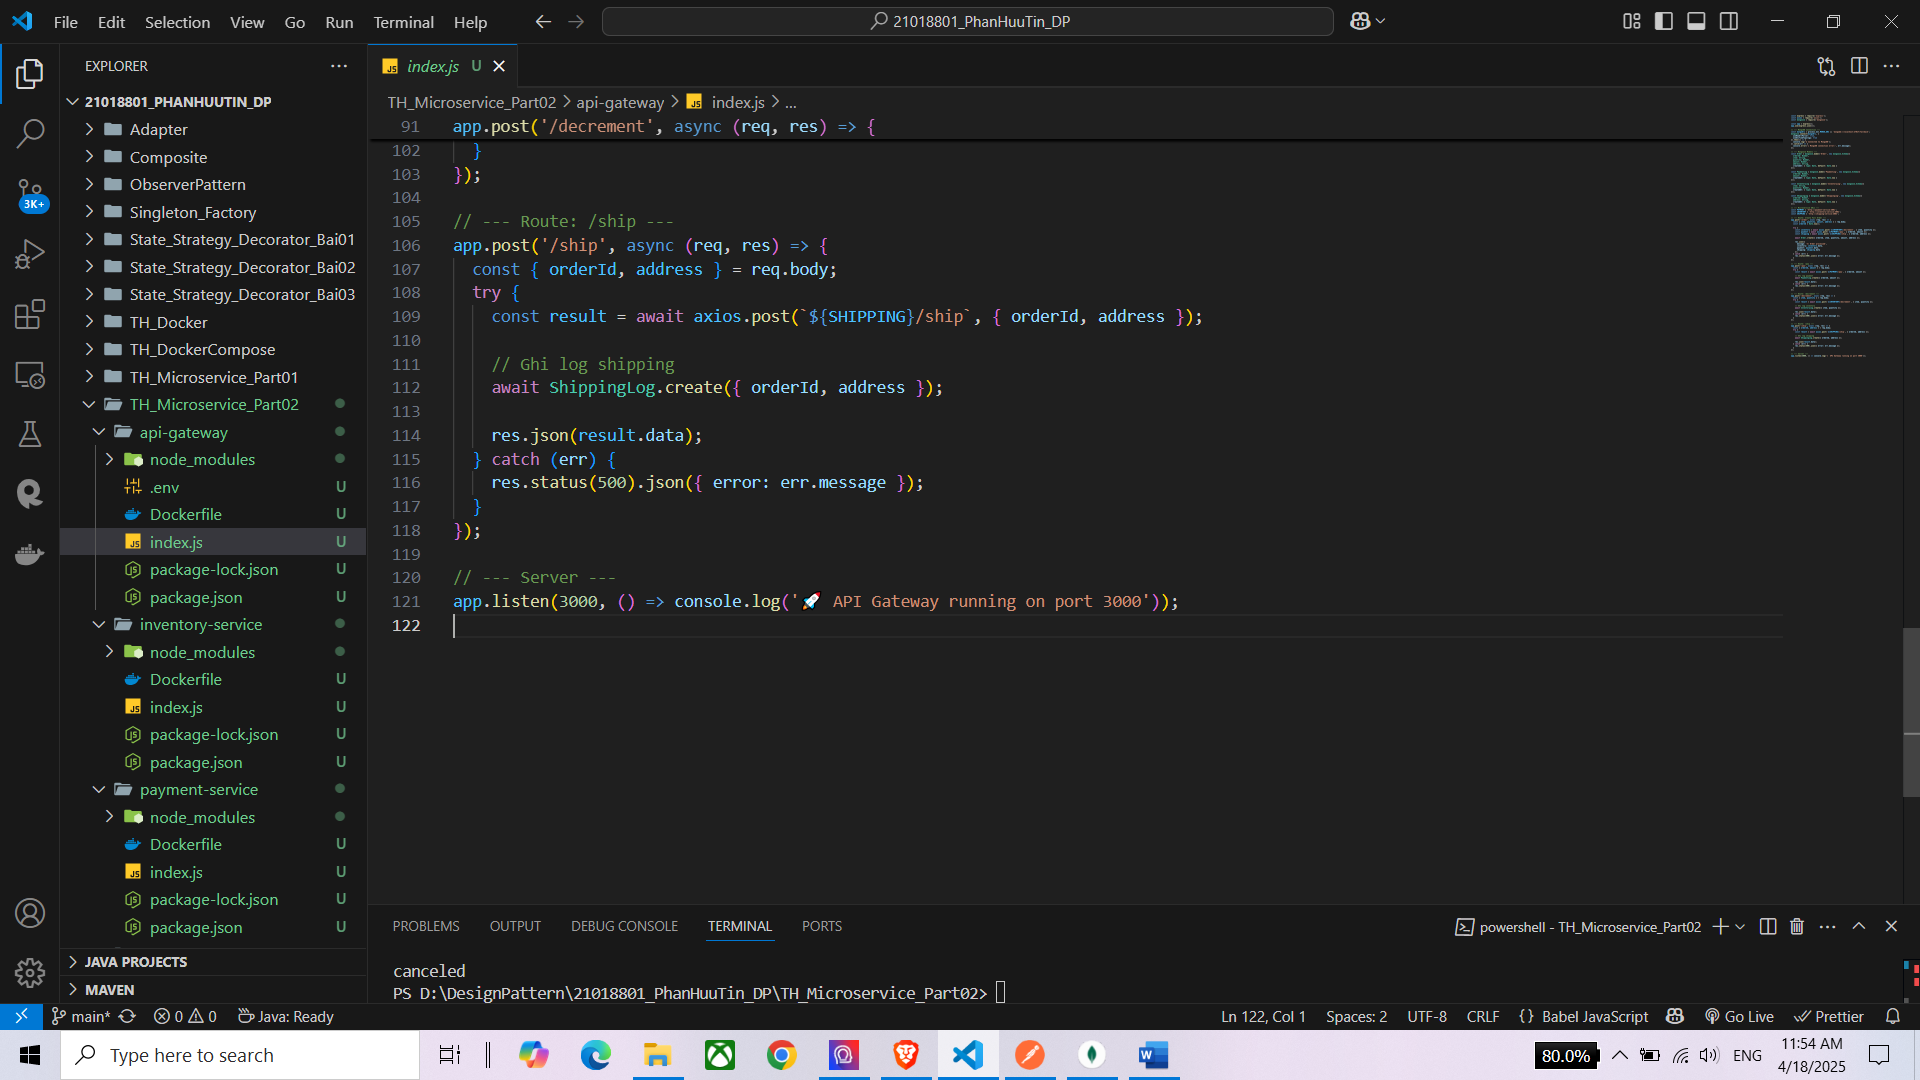 File Edit Selection View Go Run Terminal Help
21018801_PhanHuuTin_DP
EXPLORER
21018801_PHANHUUTIN_DP
Adapter
Composite
ObserverPattern
Singleton_Factory
State_Strategy_Decorator_Bai01
State_Strategy_Decorator_Bai02
State_Strategy_Decorator_Bai03
TH_Docker
TH_DockerCompose
TH_Microservice_Part01
TH_Microservice_Part02
api-gateway
node_modules
.env U
Dockerfile U
index.js U
package-lock.json U
package.json U
inventory-service
node_modules
Dockerfile U
index.js U
package-lock.json U
package.json U
payment-service
node_modules
Dockerfile U
index.js U
package-lock.json U
package.json U
JAVA PROJECTS
MAVEN
3K+
index.js U
TH_Microservice_Part02 > api-gateway > index.js > ...
91 app.post('/decrement', async (req, res) => {
102 }
103 });
104
105 // --- Route: /ship ---
106 app.post('/ship', async (req, res) => {
107 const { orderId, address } = req.body;
108 try {
109 const result = await axios.post(`${SHIPPING}/ship`, { orderId, address });
110
111 // Ghi log shipping
112 await ShippingLog.create({ orderId, address });
113
114 res.json(result.data);
115 } catch (err) {
116 res.status(500).json({ error: err.message });
117 }
118 });
119
120 // --- Server ---
121 app.listen(3000, () => console.log('🚀 API Gateway running on port 3000'));
122
PROBLEMS OUTPUT DEBUG CONSOLE TERMINAL PORTS
powershell - TH_Microservice_Part02
canceled
PS D:\DesignPattern\21018801_PhanHuuTin_DP\TH_Microservice_Part02>
main* 0 0 Java: Ready
Ln 122, Col 1 Spaces: 2 UTF-8 CRLF {} Babel JavaScript Go Live Prettier
Type here to search
80.0%
ENG
11:54 AM
4/18/2025